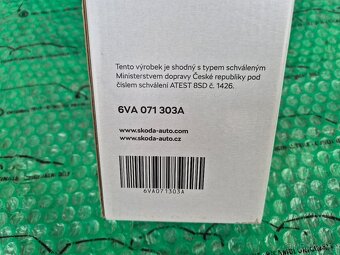 Tento výrobek je shodný s typem schváleným
Ministerstvem dopravy České republiky pod
číslem schválení ATEST 8SD č. 1426.
6VA 071 303A
www.skoda-auto.com
www.skoda-auto.cz
6VA071303A